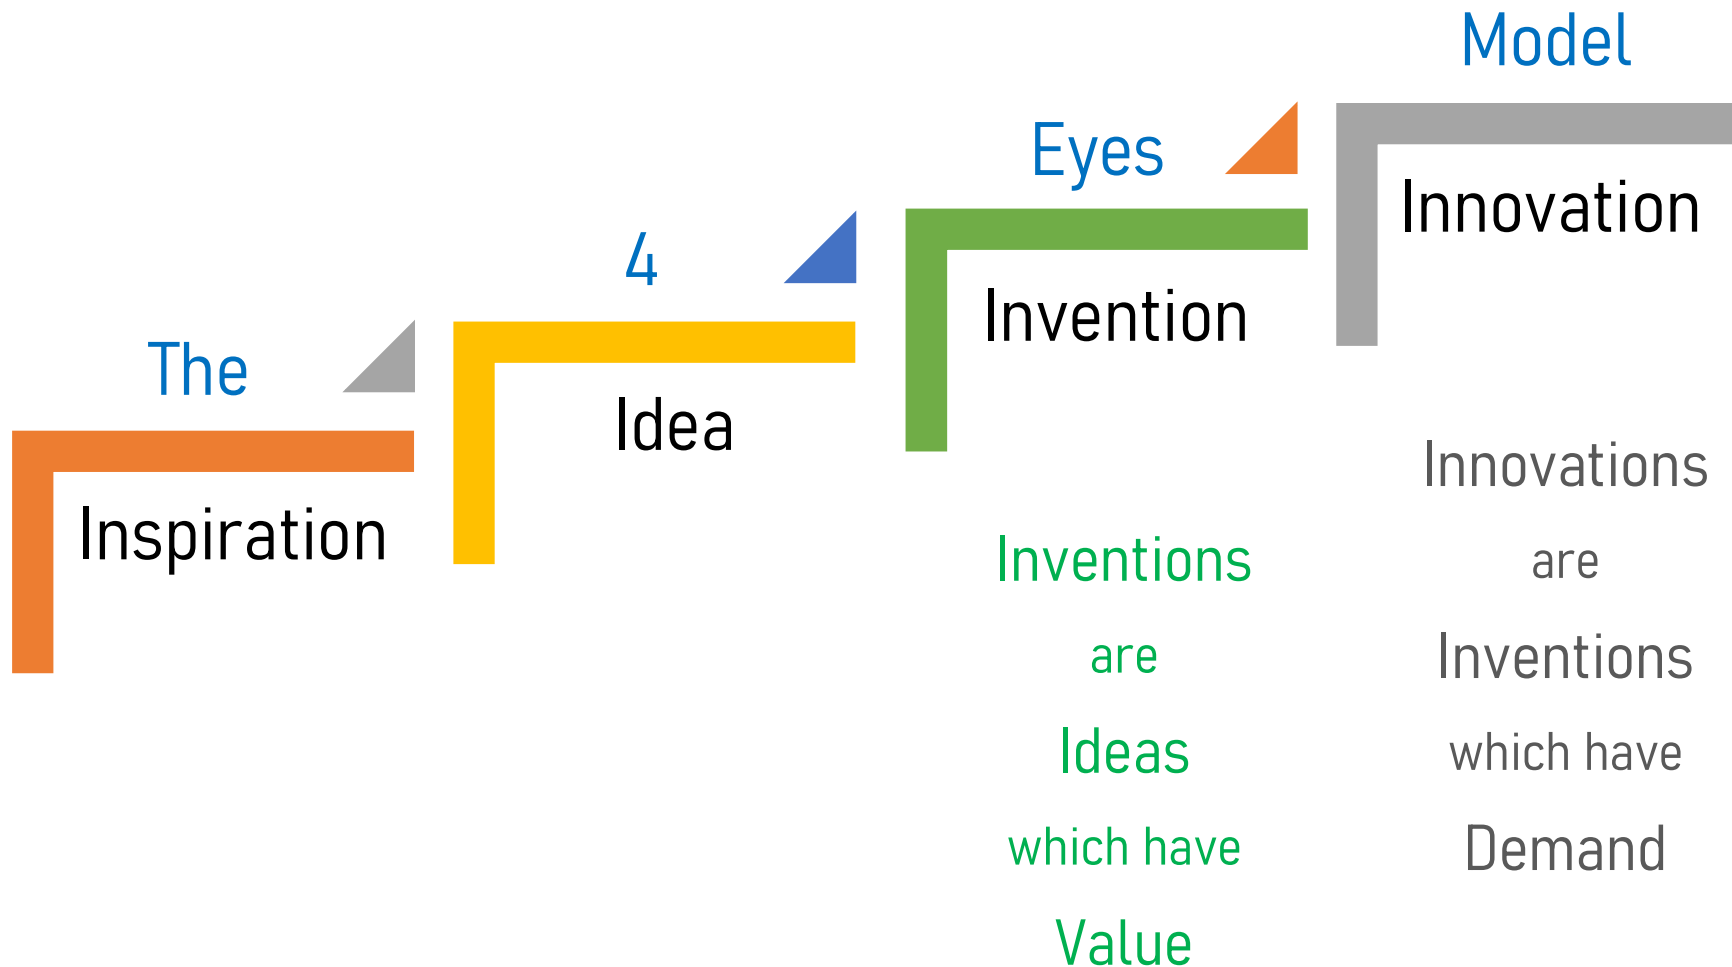 The
4
Eyes
Model
Inspiration
Idea
Invention
Innovation
Inventions
are
Ideas
which have
Value
Innovations
are
Inventions
which have
Demand